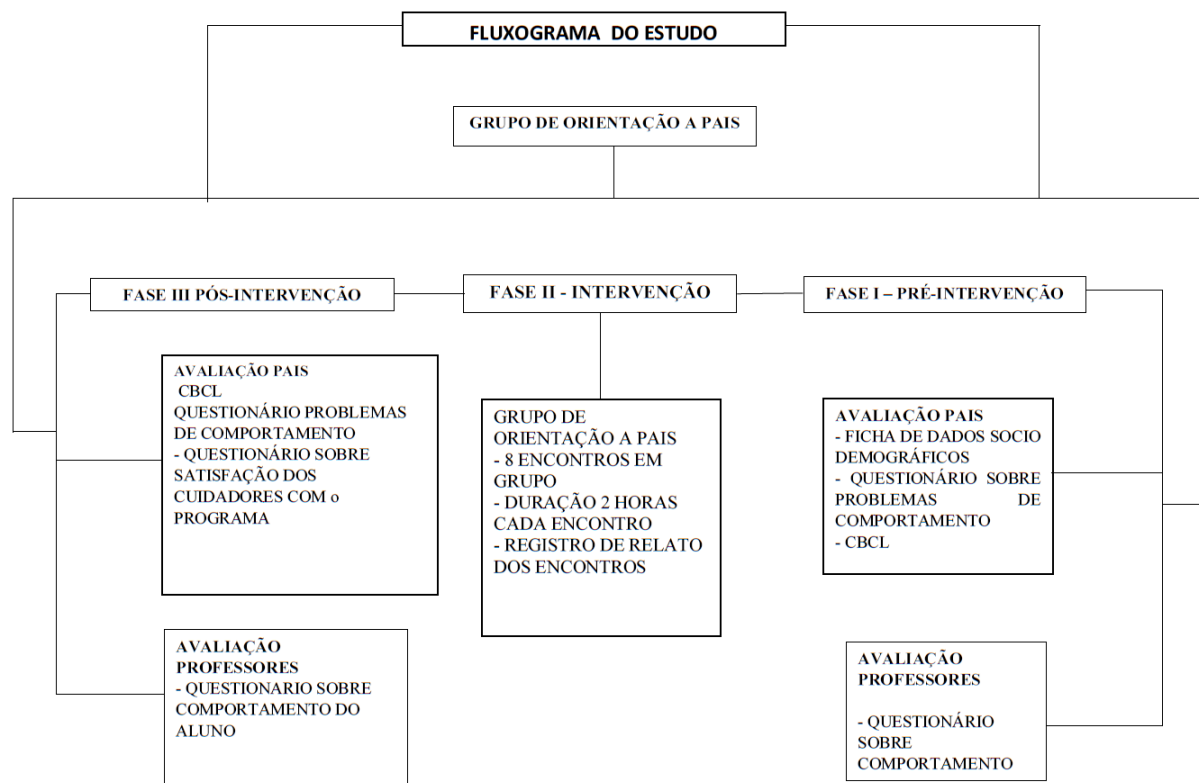 FLUXOGRAMA DO ESTUDO
GRUPO DE ORIENTAÇÃO A PAIS
FASE III PÓS-INTERVENÇÃO
FASE II - INTERVENÇÃO
FASE I – PRÉ-INTERVENÇÃO
AVALIAÇÃO PAIS
CBCL
QUESTIONÁRIO PROBLEMAS
DE COMPORTAMENTO
- QUESTIONÁRIO SOBRE
SATISFAÇÃO DOS
CUIDADORES COM o
PROGRAMA
GRUPO DE
ORIENTAÇÃO A PAIS
- 8 ENCONTROS EM
GRUPO
- DURAÇÃO 2 HORAS
CADA ENCONTRO
- REGISTRO DE RELATO
DOS ENCONTROS
AVALIAÇÃO PAIS
- FICHA DE DADOS SOCIO
DEMOGRÁFICOS
- QUESTIONÁRIO SOBRE
PROBLEMAS DE
COMPORTAMENTO
- CBCL
AVALIAÇÃO
PROFESSORES
- QUESTIONARIO SOBRE
COMPORTAMENTO DO
ALUNO
AVALIAÇÃO
PROFESSORES
- QUESTIONÁRIO
SOBRE
COMPORTAMENTO